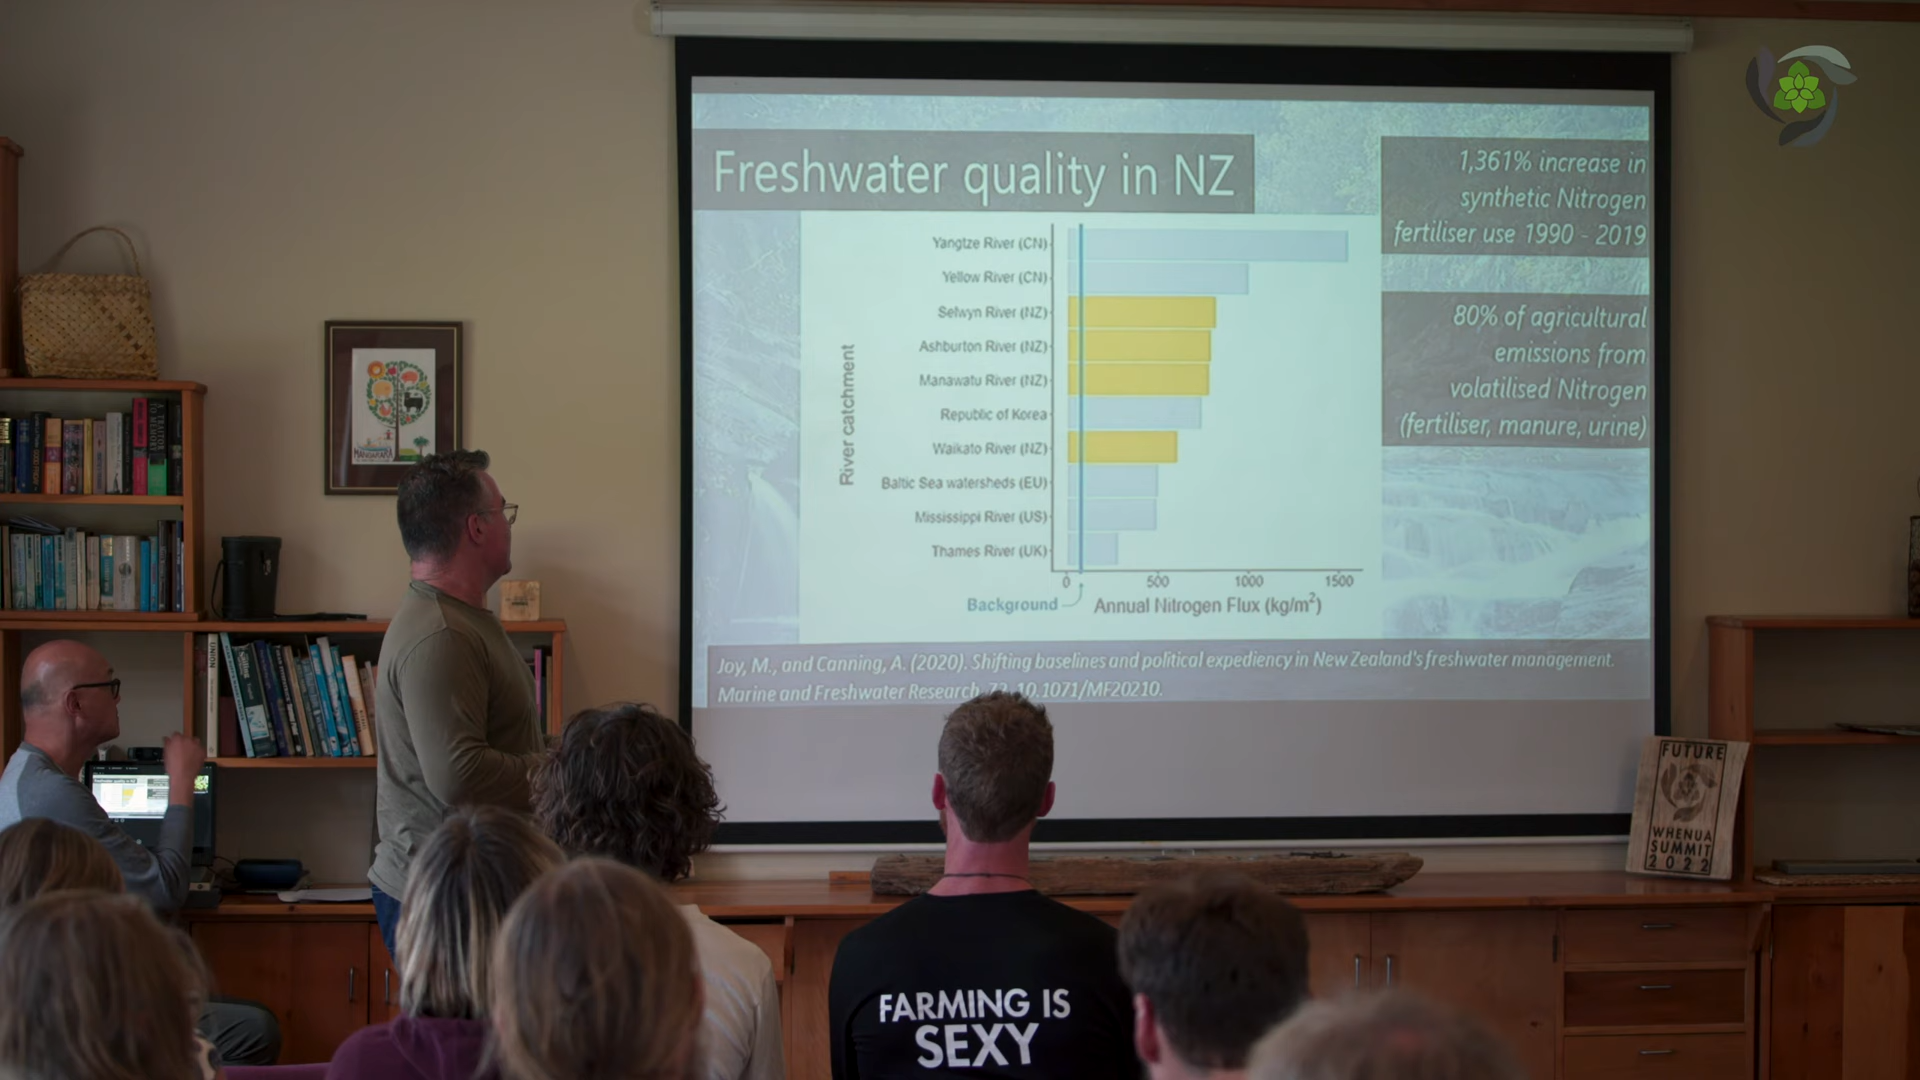 Freshwater quality in NZ
1,361% increase in
synthetic Nitrogen
fertiliser use 1990 - 2019
80% of agricultural
emissions from
volatilised Nitrogen
(fertiliser, manure, urine)
River catchment
Yangtze River (CN)
Yellow River (CN)
Selwyn River (NZ)
Ashburton River (NZ)
Manawatu River (NZ)
Republic of Korea
Waikato River (NZ)
Baltic Sea watersheds (EU)
Mississippi River (US)
Thames River (UK)
0 500 1000 1500
Background
Annual Nitrogen Flux (kg/m²)
Joy, M., and Canning, A. (2020). Shifting baselines and political expediency in New Zealand's freshwater management.
Marine and Freshwater Research, 10.1071/MF20210.
FUTURE
WHENUA
SUMMIT
2022
FARMING IS
SEXY